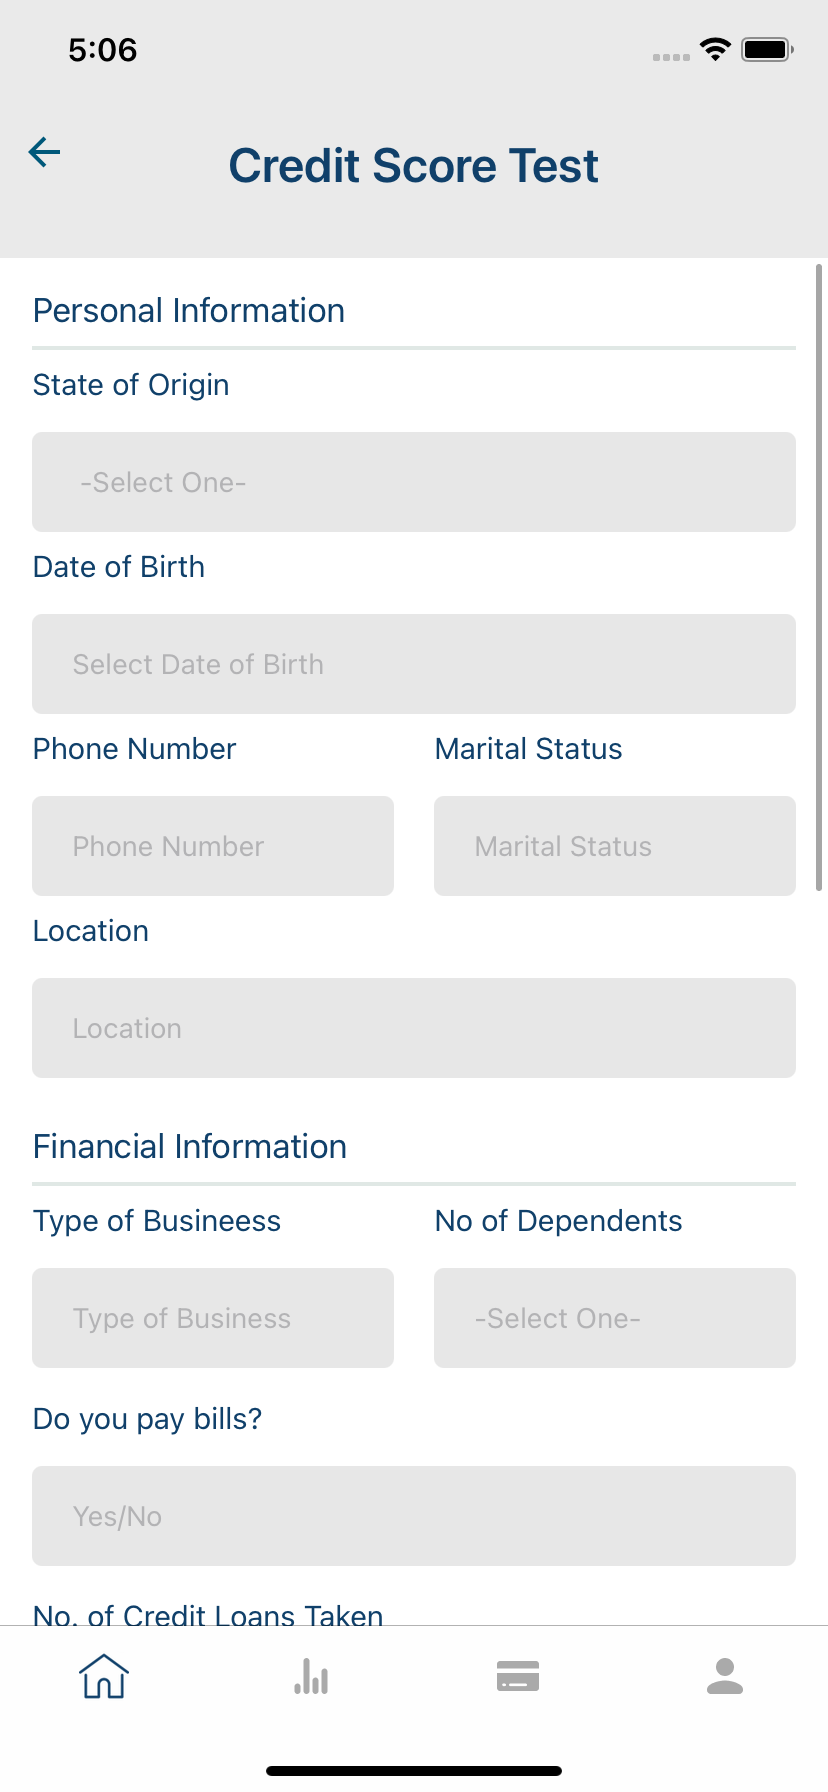 5:06
Credit Score Test
Personal Information
State of Origin
-Select One-
Date of Birth
Select Date of Birth
Phone Number
Marital Status
Phone Number
Marital Status
Location
Location
Financial Information
Type of Busineess
No of Dependents
Type of Business
-Select One-
Do you pay bills?
Yes/No
No. of Credit Loans Taken